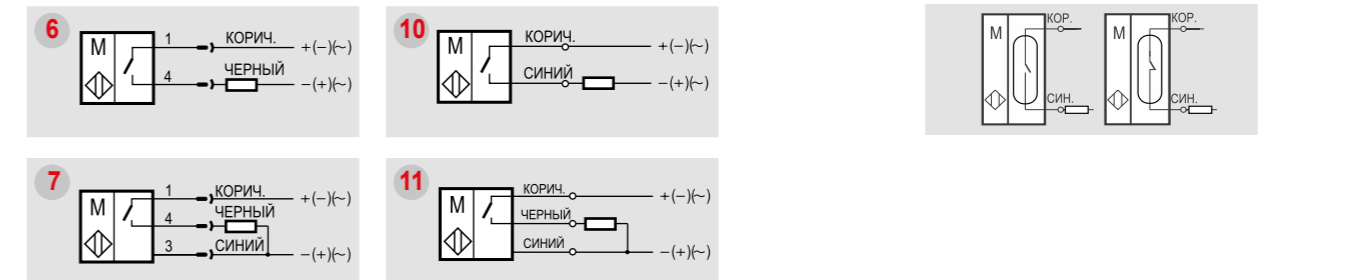 6
M
1 КОРИЧ. +(−)(~)
4 ЧЕРНЫЙ −(+)(~)
10
M
КОРИЧ. +(−)(~)
СИНИЙ −(+)(~)
M
КОР.
СИН.
M
КОР.
СИН.
7
M
1 КОРИЧ. +(−)(~)
4 ЧЕРНЫЙ
3 СИНИЙ −(+)(~)
11
M
КОРИЧ. +(−)(~)
ЧЕРНЫЙ
СИНИЙ −(+)(~)